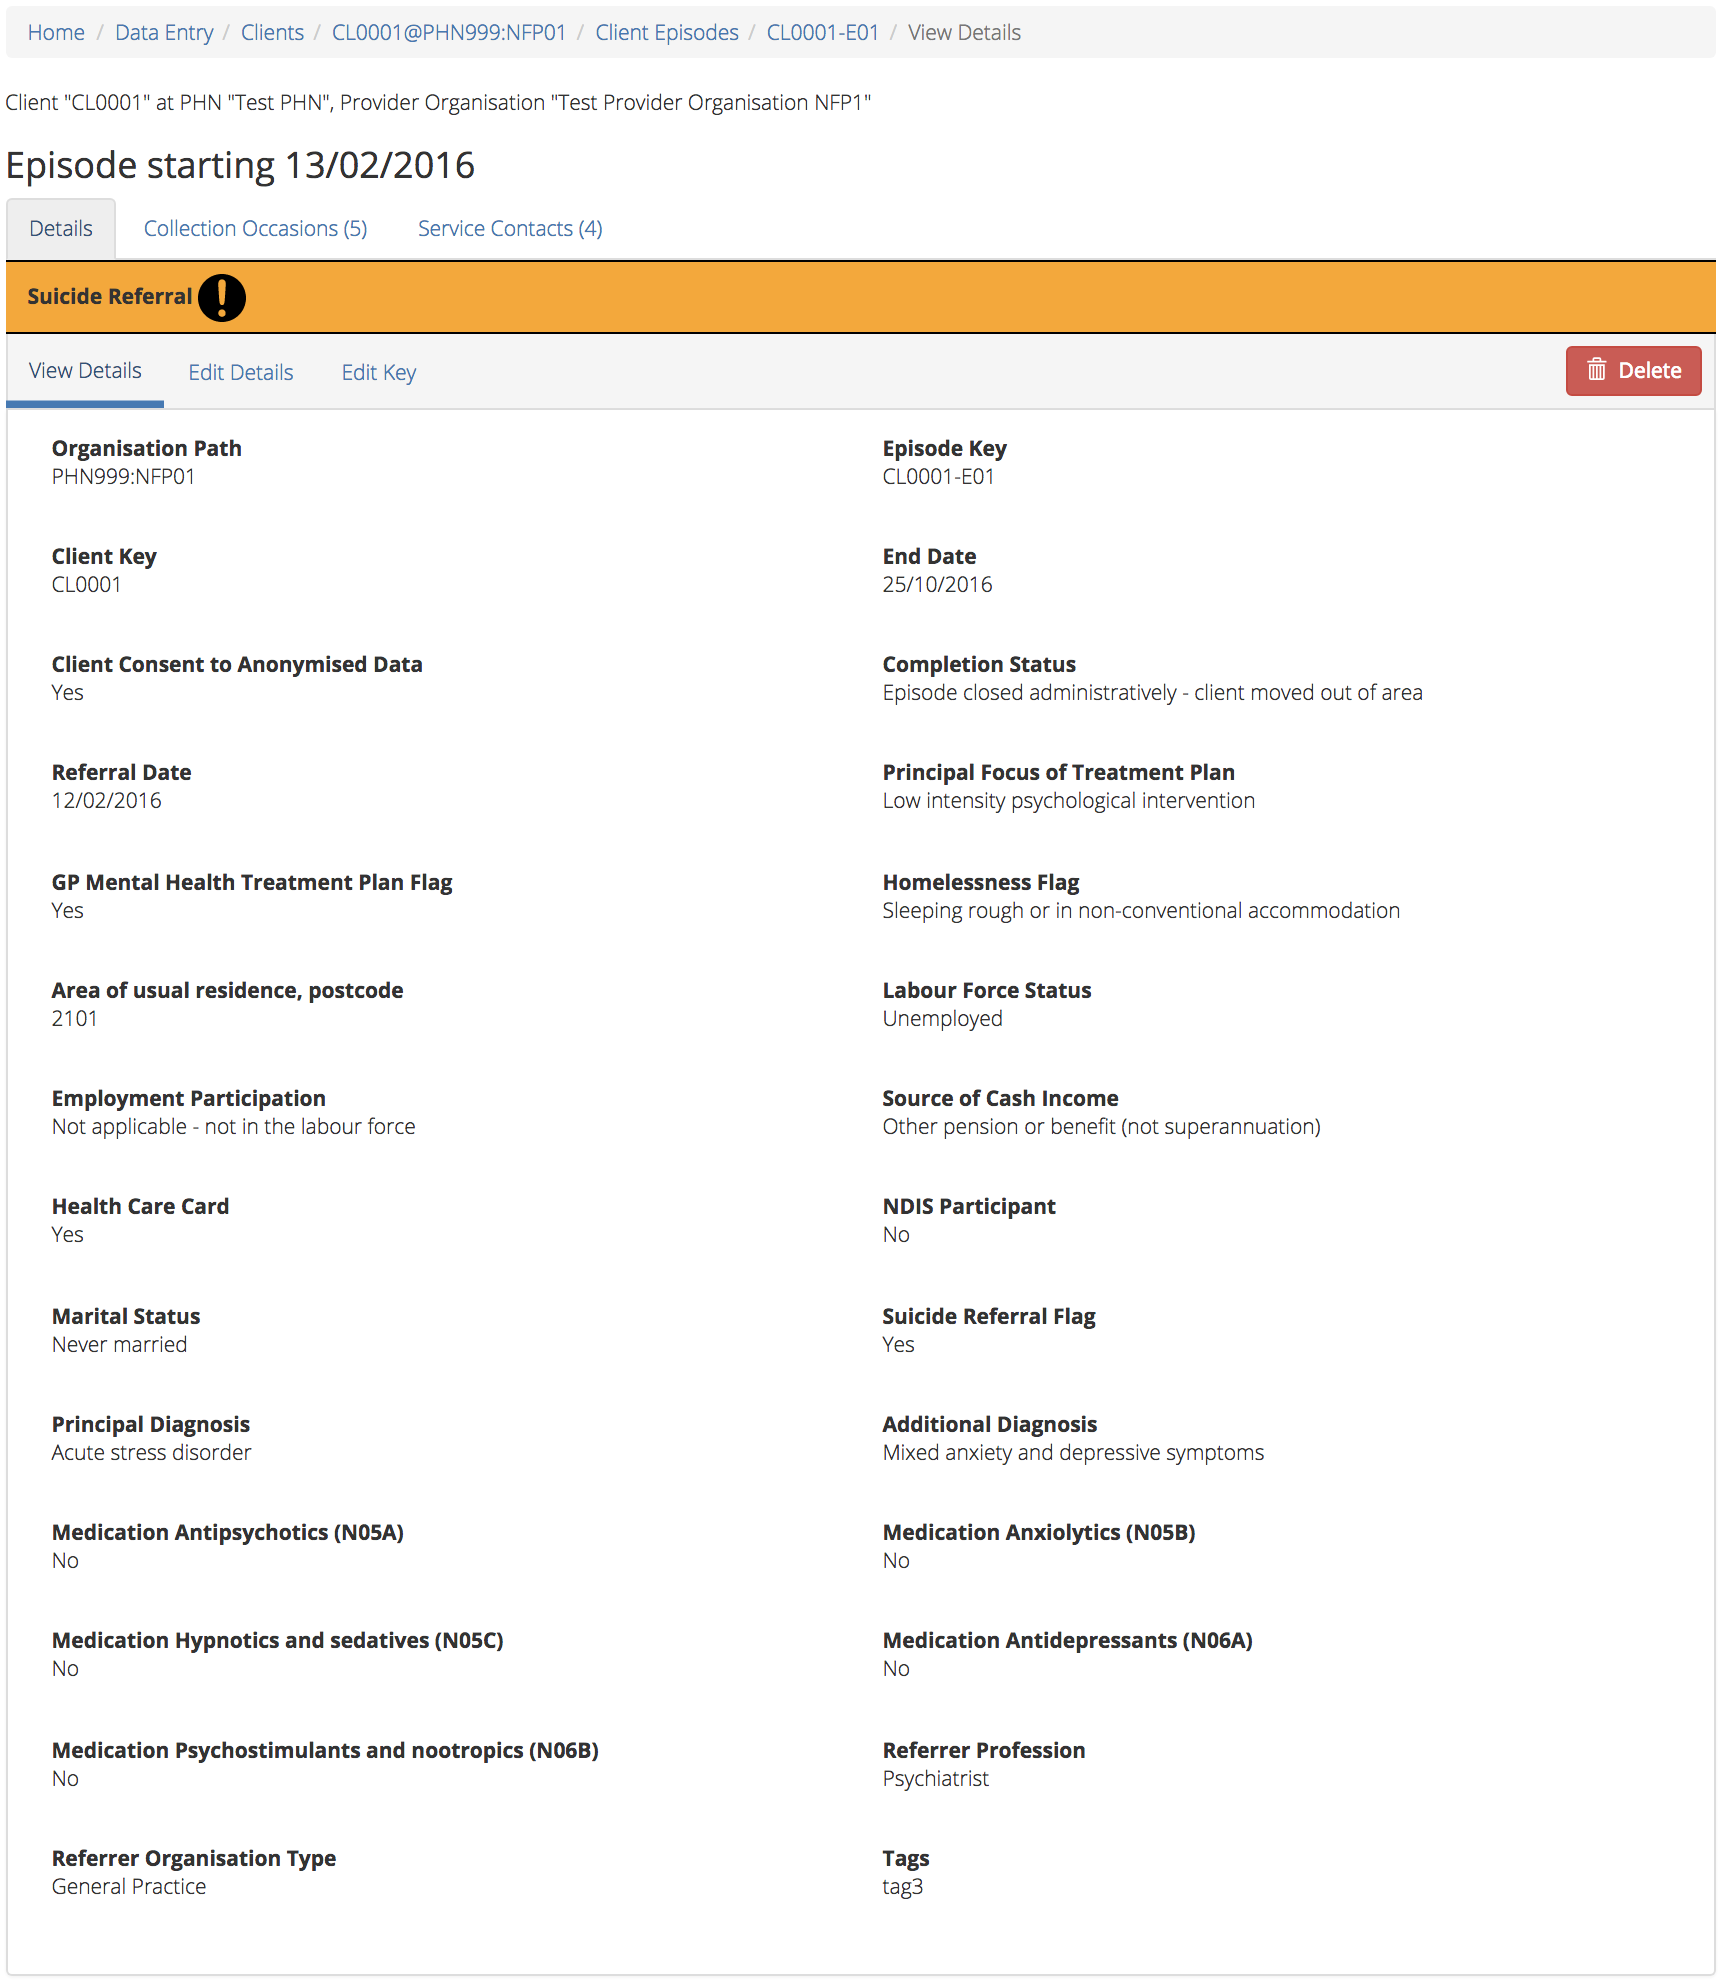 Home / Data Entry / Clients / CL0001@PHN999:NFP01 / Client Episodes / CL0001-E01 / View Details
Client "CL0001" at PHN "Test PHN", Provider Organisation "Test Provider Organisation NFP1"
Episode starting 13/02/2016
Details Collection Occasions (5) Service Contacts (4)
Suicide Referral !
View Details Edit Details Edit Key Delete
Organisation Path Episode Key
PHN999:NFP01 CL0001-E01
Client Key End Date
CL0001 25/10/2016
Client Consent to Anonymised Data Completion Status
Yes Episode closed administratively - client moved out of area
Referral Date Principal Focus of Treatment Plan
12/02/2016 Low intensity psychological intervention
GP Mental Health Treatment Plan Flag Homelessness Flag
Yes Sleeping rough or in non-conventional accommodation
Area of usual residence, postcode Labour Force Status
2101 Unemployed
Employment Participation Source of Cash Income
Not applicable - not in the labour force Other pension or benefit (not superannuation)
Health Care Card NDIS Participant
Yes No
Marital Status Suicide Referral Flag
Never married Yes
Principal Diagnosis Additional Diagnosis
Acute stress disorder Mixed anxiety and depressive symptoms
Medication Antipsychotics (N05A) Medication Anxiolytics (N05B)
No No
Medication Hypnotics and sedatives (N05C) Medication Antidepressants (N06A)
No No
Medication Psychostimulants and nootropics (N06B) Referrer Profession
No Psychiatrist
Referrer Organisation Type Tags
General Practice tag3